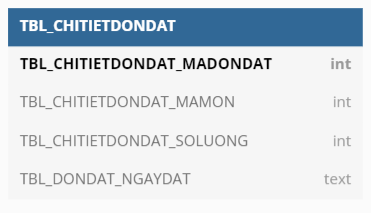 TBL_CHITIETDONDAT
TBL_CHITIETDONDAT_MADONDAT int
TBL_CHITIETDONDAT_MAMON int
TBL_CHITIETDONDAT_SOLUONG int
TBL_DONDAT_NGAYDAT text